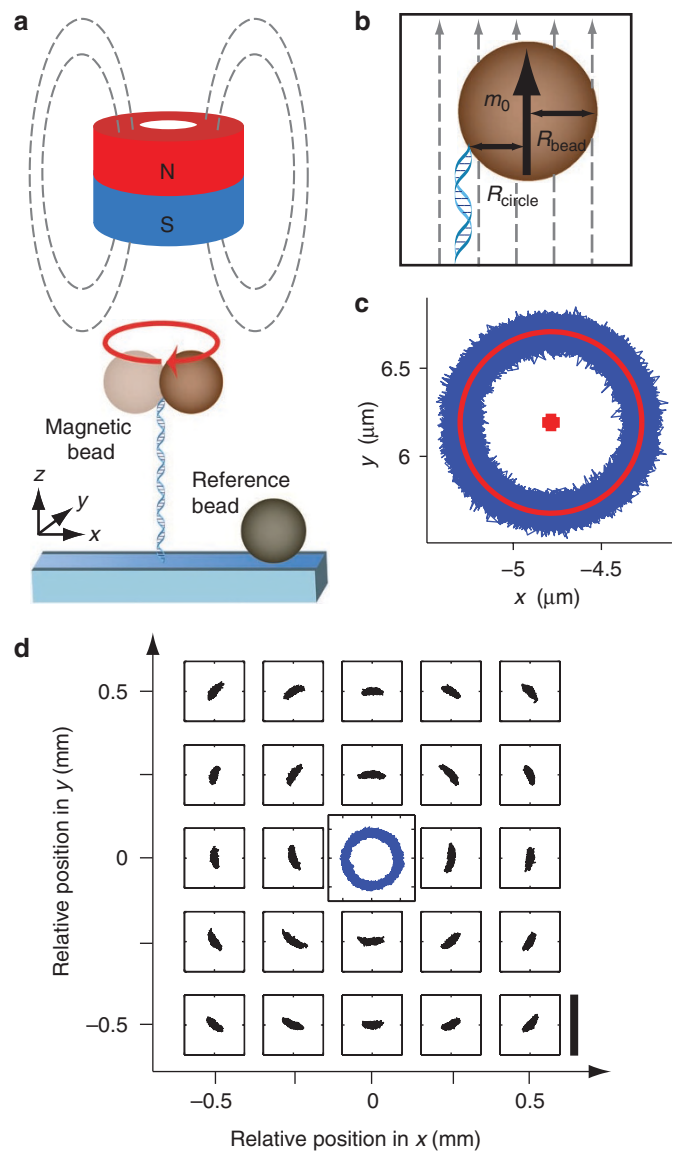 a
N
S
Magnetic
bead
Reference
bead
z
y
x
b
m0
Rbead
Rcircle
c
6.5
6
y (μm)
−5
−4.5
x (μm)
d
0.5
0
−0.5
Relative position in y (mm)
−0.5
0
0.5
Relative position in x (mm)